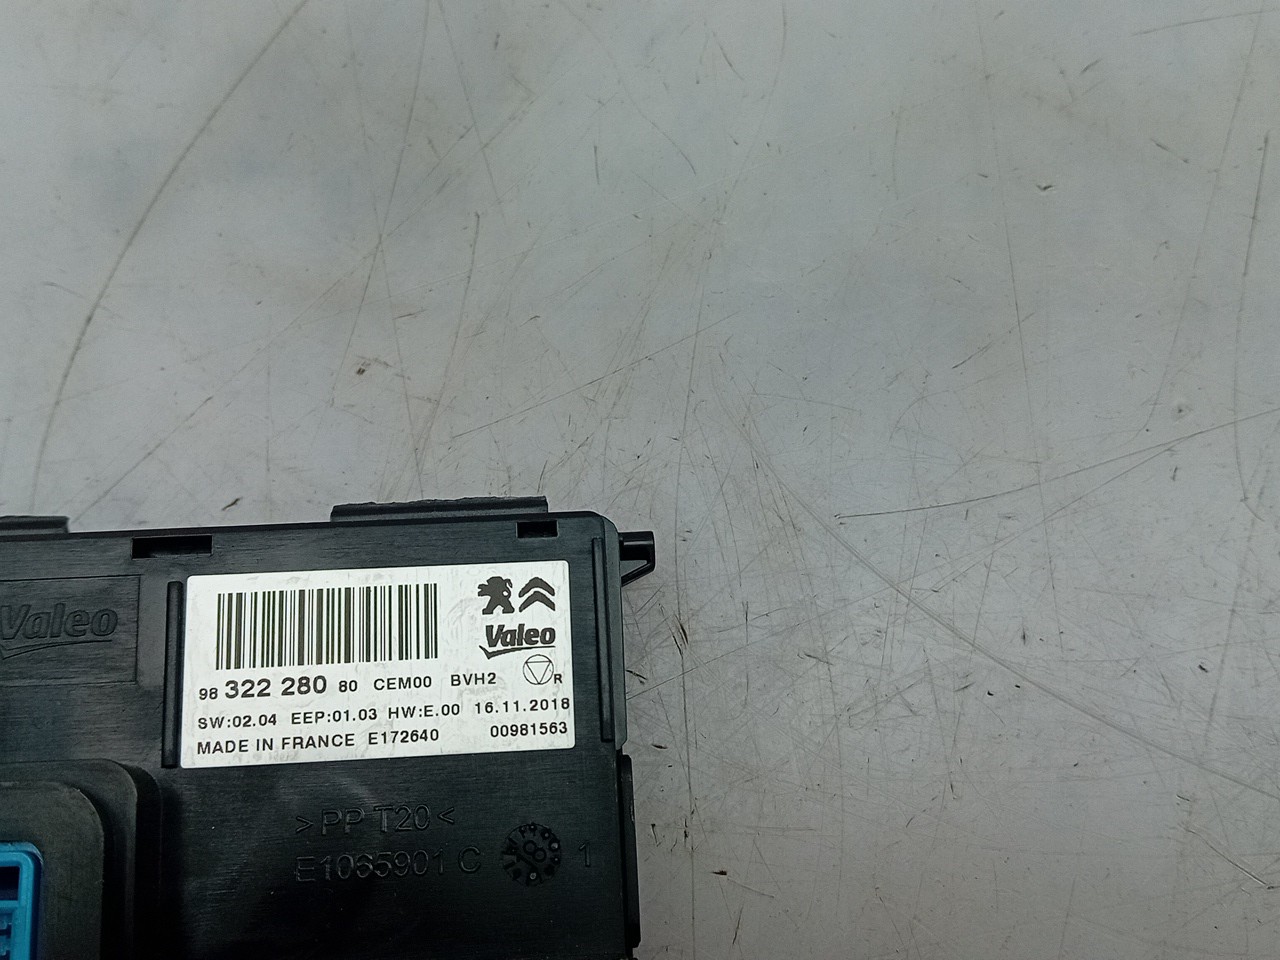 Valeo
Valeo
98 322 280 80 CEM00 BVH2 R
SW:02.04 EEP:01.03 HW:E.00 16.11.2018
MADE IN FRANCE E172640 00981563
>PP T20<
E1065901 C 1
18